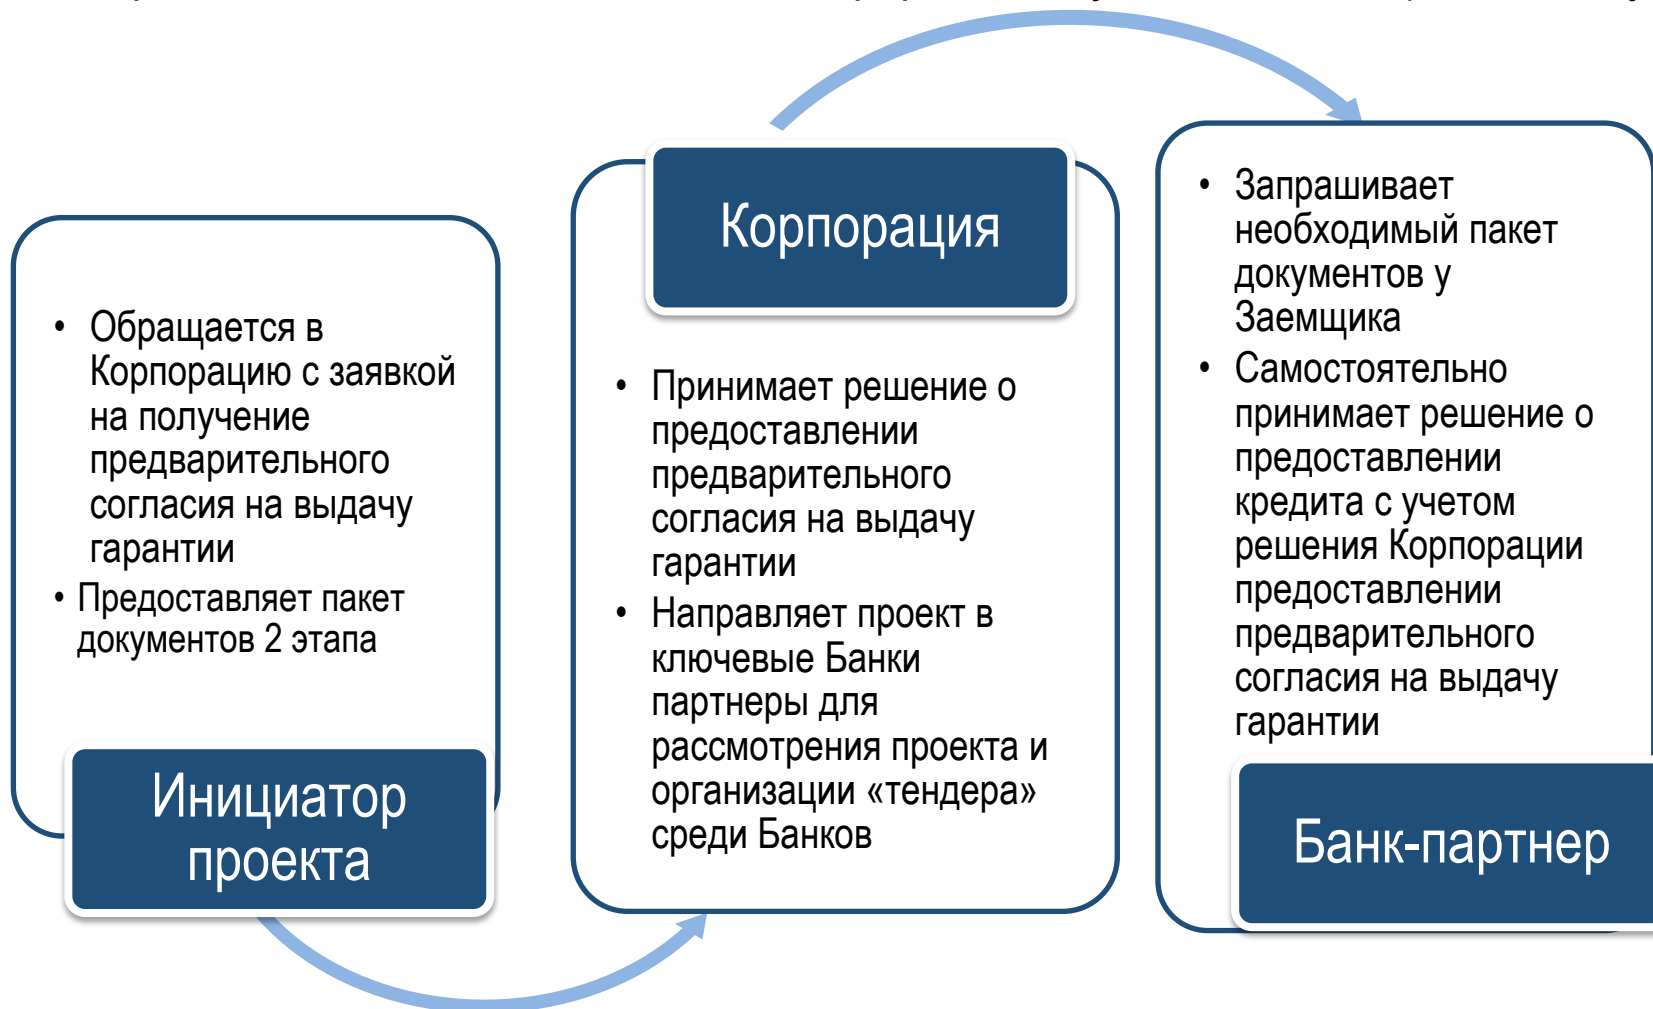 • Обращается в
Корпорацию с заявкой
на получение
предварительного
согласия на выдачу
гарантии
• Предоставляет пакет
документов 2 этапа
Инициатор
проекта
Корпорация
• Принимает решение о
предоставлении
предварительного
согласия на выдачу
гарантии
• Направляет проект в
ключевые Банки
партнеры для
рассмотрения проекта и
организации «тендера»
среди Банков
• Запрашивает
необходимый пакет
документов у
Заемщика
• Самостоятельно
принимает решение о
предоставлении
кредита с учетом
решения Корпорации
предоставлении
предварительного
согласия на выдачу
гарантии
Банк-партнер